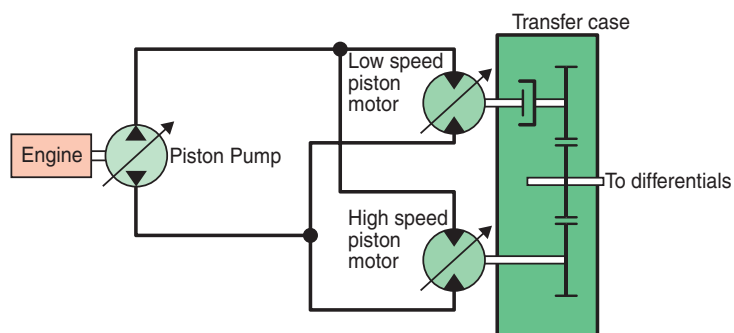 Transfer case
Low speed
piston
motor
Engine
Piston Pump
To differentials
High speed
piston
motor